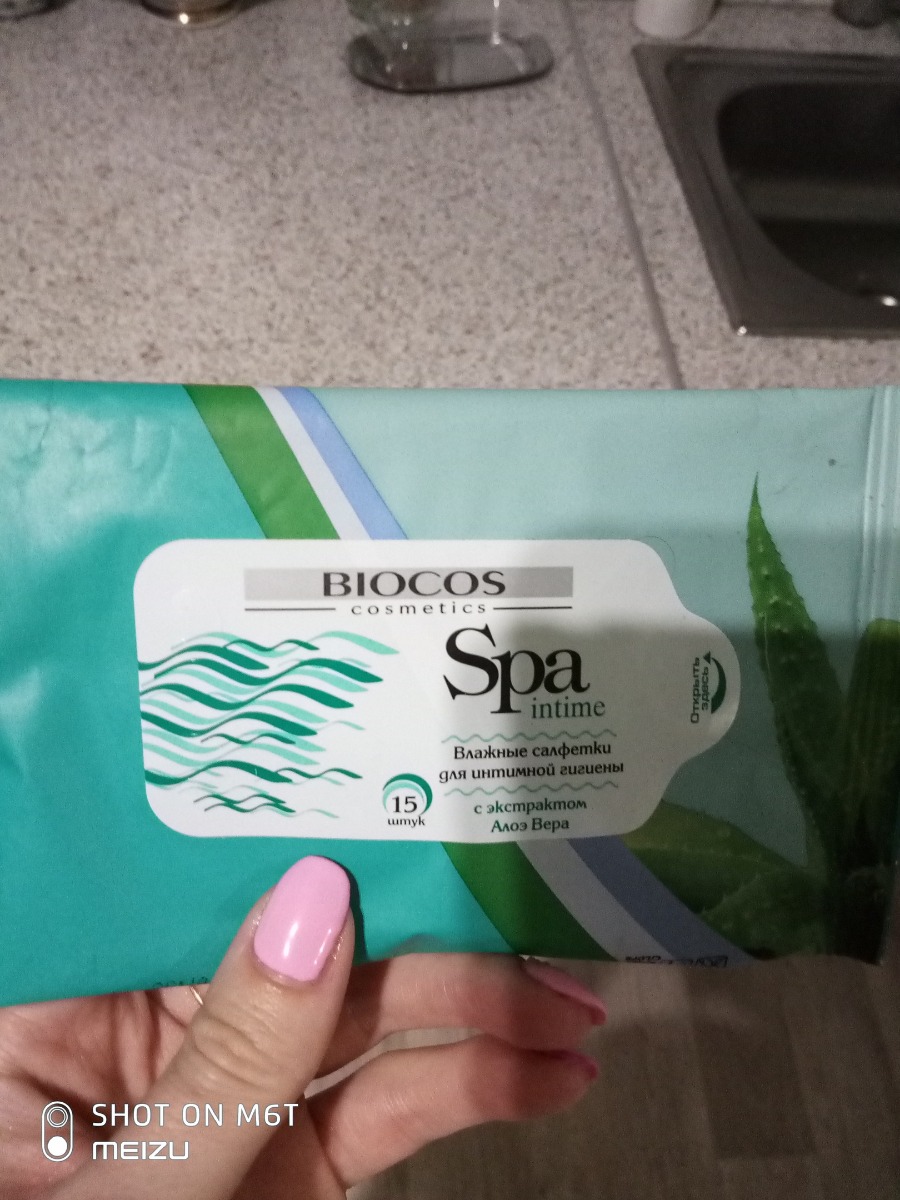 BIOCOS
cosmetics
Spa
intime
Влажные салфетки
для интимной гигиены
с экстрактом
Алоэ Вера
15
штук
Открыть
здесь
SHOT ON M6T
MEIZU